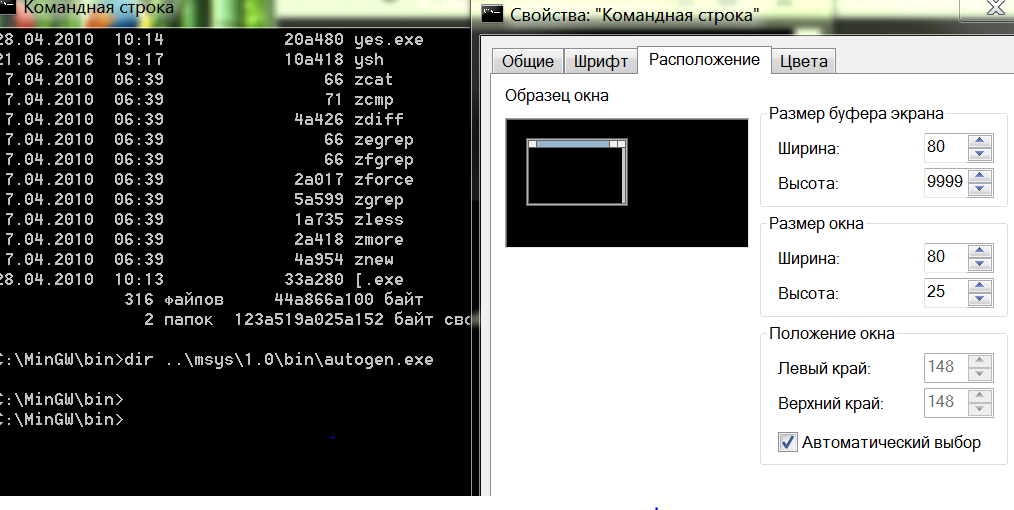 Командная строка
28.04.2010 10:14 20a480 yes.exe
21.06.2016 19:17 10a418 ysh
7.04.2010 06:39 66 zcat
7.04.2010 06:39 71 zcmp
7.04.2010 06:39 4a426 zdiff
7.04.2010 06:39 66 zegrep
7.04.2010 06:39 66 zfgrep
7.04.2010 06:39 2a017 zforce
7.04.2010 06:39 5a599 zgrep
7.04.2010 06:39 1a735 zless
7.04.2010 06:39 2a418 zmore
7.04.2010 06:39 4a954 znew
28.04.2010 10:13 33a280 [.exe
316 файлов 44a866a100 байт
2 папок 123a519a025a152 байт сво
C:\MinGW\bin>dir ..\msys\1.0\bin\autogen.exe
C:\MinGW\bin>
C:\MinGW\bin>
Свойства: "Командная строка"
Общие Шрифт Расположение Цвета
Образец окна
Размер буфера экрана
Ширина: 80
Высота: 9999
Размер окна
Ширина: 80
Высота: 25
Положение окна
Левый край: 148
Верхний край: 148
Автоматический выбор